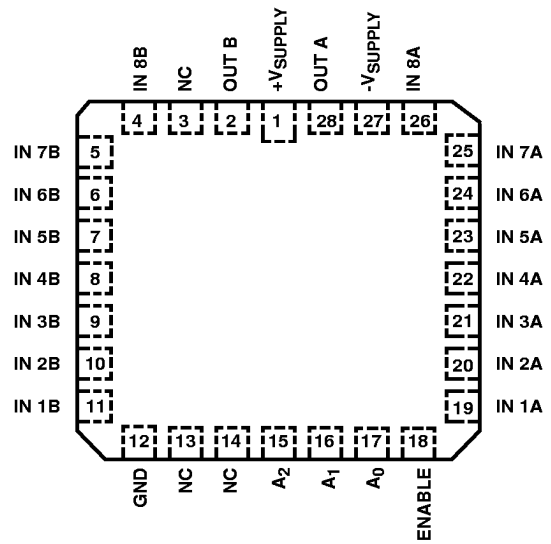 IN 8B
NC
OUT B
+VSUPPLY
OUT A
-VSUPPLY
IN 8A
4
3
2
1
28
27
26
IN 7B 5
25 IN 7A
IN 6B 6
24 IN 6A
IN 5B 7
23 IN 5A
IN 4B 8
22 IN 4A
IN 3B 9
21 IN 3A
IN 2B 10
20 IN 2A
IN 1B 11
19 IN 1A
12
13
14
15
16
17
18
GND
NC
NC
A2
A1
A0
ENABLE